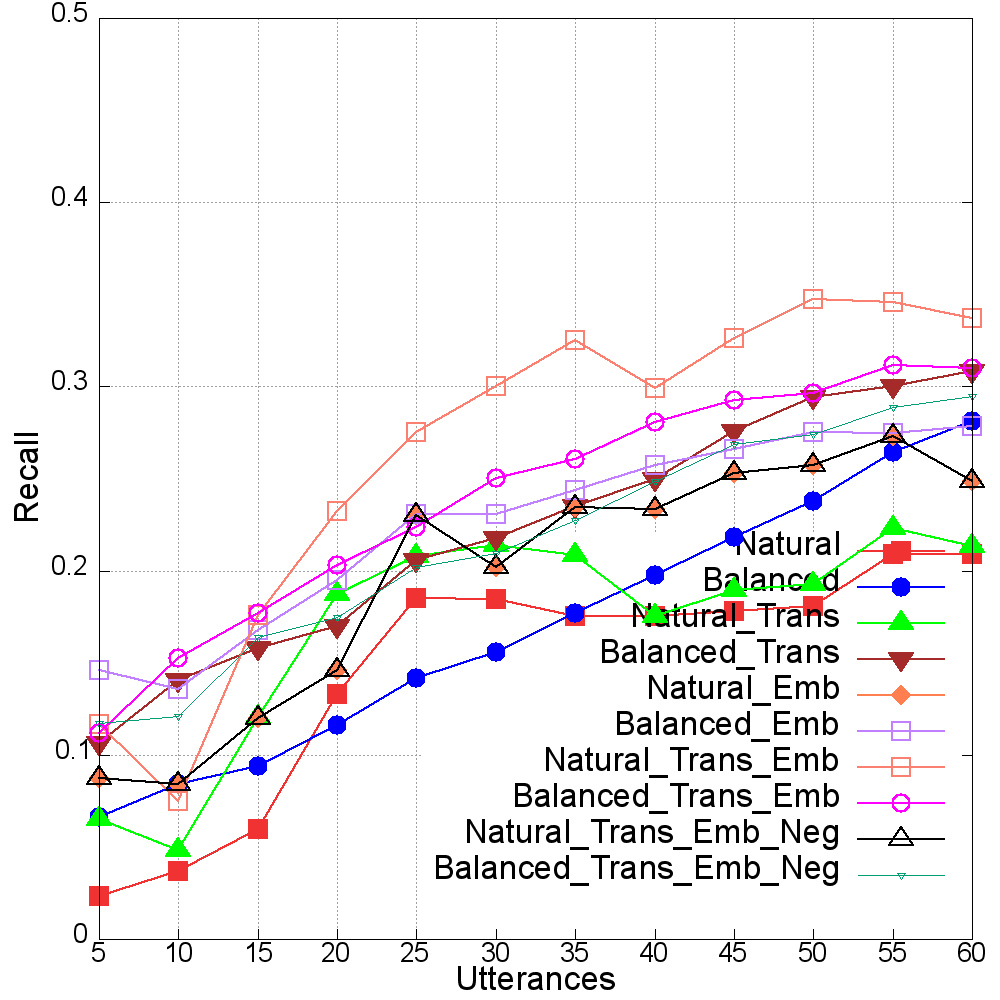 0.5
0.4
0.3
0.2
0.1
0
Recall
Natural
Balanced
Natural_Trans
Balanced_Trans
Natural_Emb
Balanced_Emb
Natural_Trans_Emb
Balanced_Trans_Emb
Natural_Trans_Emb_Neg
Balanced_Trans_Emb_Neg
5 10 15 20 25 30 35 40 45 50 55 60
Utterances